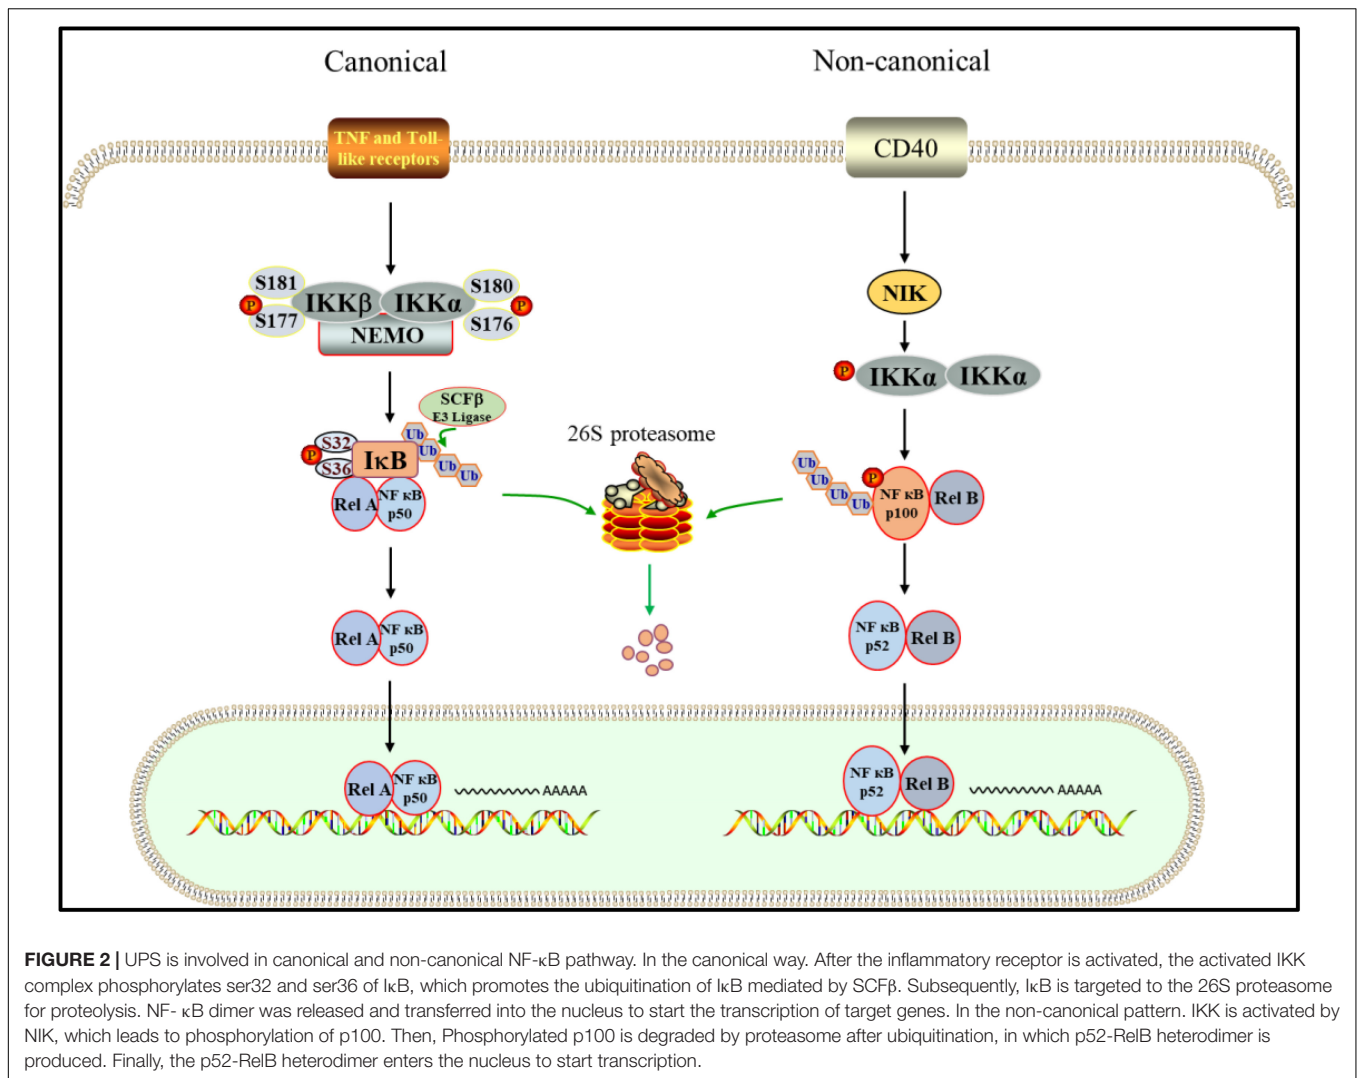 Canonical
Non-canonical
TNF and Toll-
like receptors
CD40
S181
S180
P
IKKβ
IKKα
P
S177
S176
NEMO
NIK
P
IKKα
IKKα
SCFβ
E3 Ligase
S32
P
S36
IκB
Ub
Ub
Ub
Ub
Rel A
NF κB
p50
26S proteasome
Ub
Ub
Ub
Ub
P
NF κB
p100
Rel B
Rel A
NF κB
p50
NF κB
p52
Rel B
Rel A
NF κB
p50
AAAAA
NF κB
p52
Rel B
AAAAA
FIGURE 2 | UPS is involved in canonical and non-canonical NF-κB pathway. In the canonical way. After the inflammatory receptor is activated, the activated IKK
complex phosphorylates ser32 and ser36 of IκB, which promotes the ubiquitination of IκB mediated by SCFβ. Subsequently, IκB is targeted to the 26S proteasome
for proteolysis. NF- κB dimer was released and transferred into the nucleus to start the transcription of target genes. In the non-canonical pattern. IKK is activated by
NIK, which leads to phosphorylation of p100. Then, Phosphorylated p100 is degraded by proteasome after ubiquitination, in which p52-RelB heterodimer is
produced. Finally, the p52-RelB heterodimer enters the nucleus to start transcription.